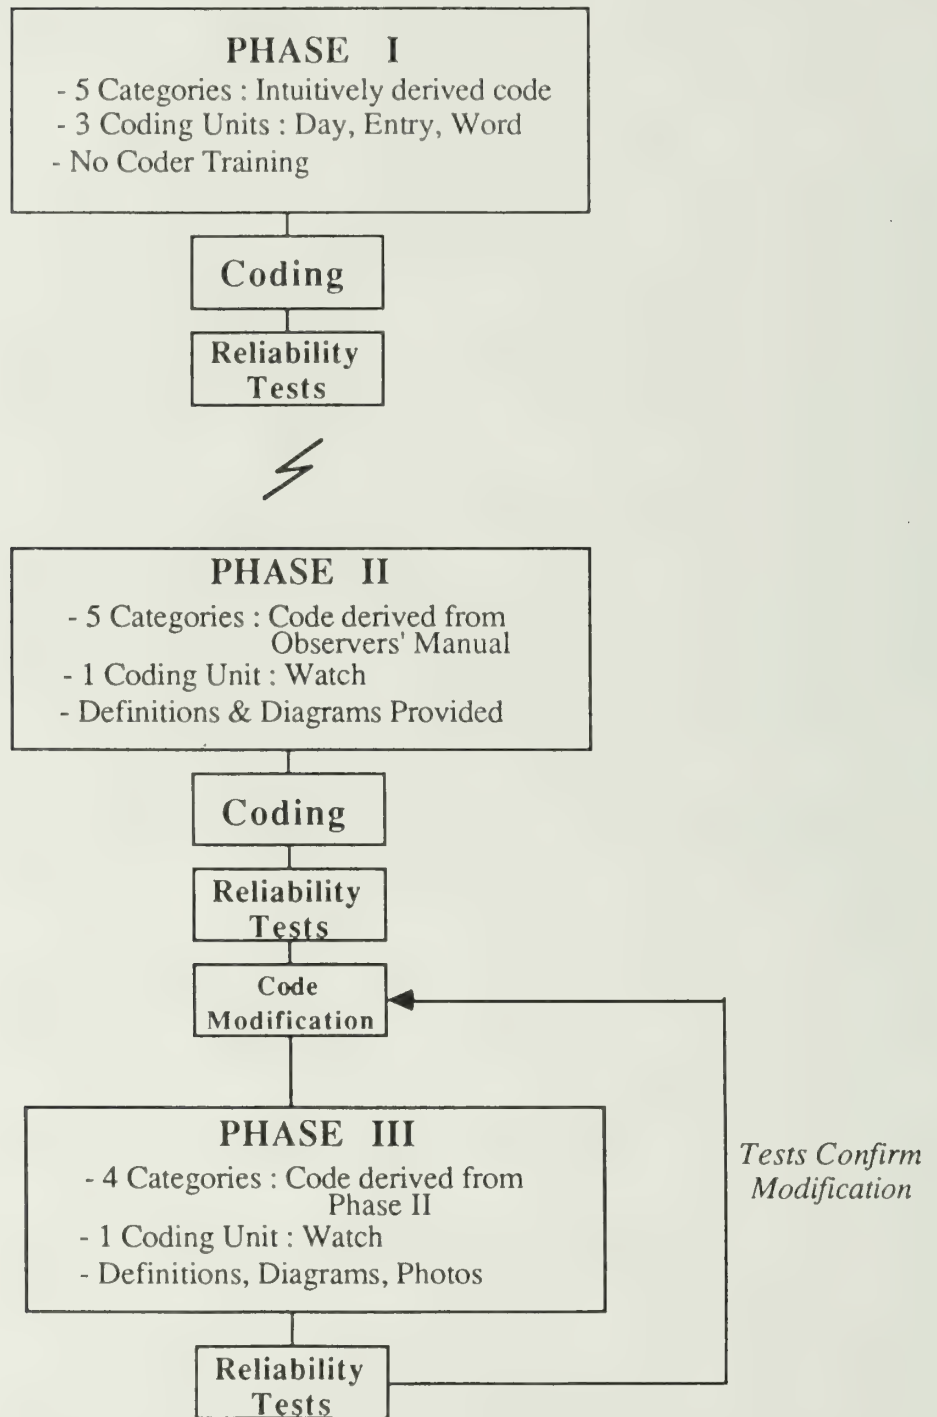 PHASE I
- 5 Categories : Intuitively derived code
- 3 Coding Units : Day, Entry, Word
- No Coder Training
Coding
Reliability
Tests
PHASE II
- 5 Categories : Code derived from
Observers' Manual
- 1 Coding Unit : Watch
- Definitions & Diagrams Provided
Coding
Reliability
Tests
Code
Modification
PHASE III
- 4 Categories : Code derived from
Phase II
- 1 Coding Unit : Watch
- Definitions, Diagrams, Photos
Tests Confirm
Modification
Reliability
Tests